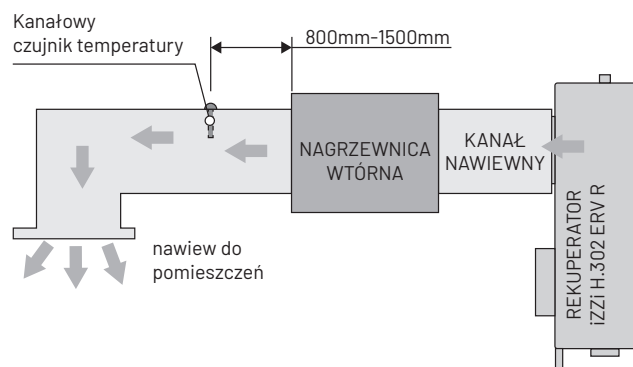 Kanałowy
czujnik temperatury
800mm-1500mm
NAGRZEWNICA
WTÓRNA
KANAŁ
NAWIEWNY
REKUPERATOR
iZZi H.302 ERV R
nawiew do
pomieszczeń